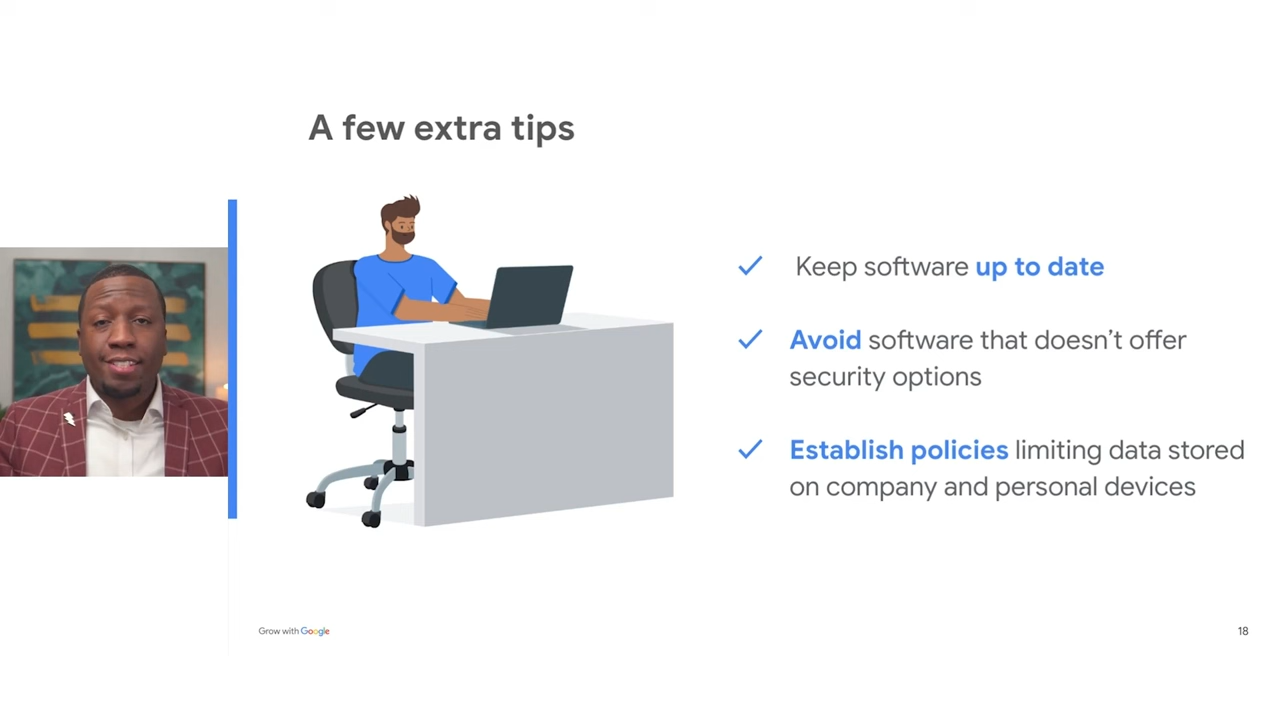 A few extra tips
Keep software up to date
Avoid software that doesn’t offer
security options
Establish policies limiting data stored
on company and personal devices
Grow with Google
18